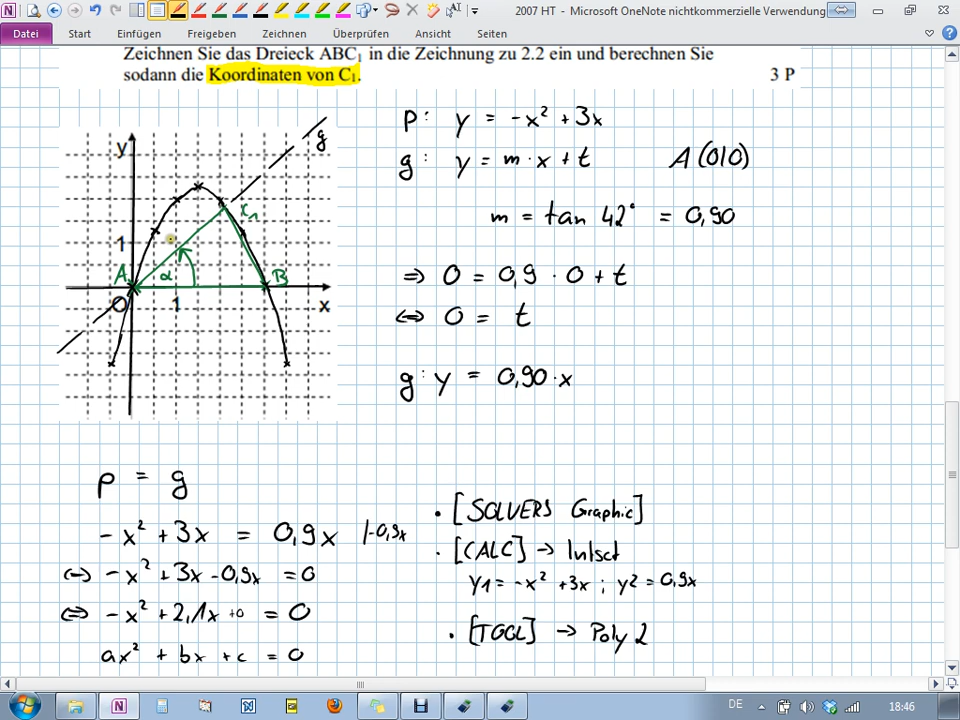 2007 HT - Microsoft OneNote nichtkommerzielle Verwendung
Datei Start Einfügen Freigeben Zeichnen Überprüfen Ansicht Seiten
Zeichnen Sie das Dreieck ABC₁ in die Zeichnung zu 2.2 ein und berechnen Sie
sodann die Koordinaten von C₁. 3 P
p: y = -x² + 3x
g: y = m · x + t A (0|0)
m = tan 42° = 0,90
⇒ 0 = 0,9 · 0 + t
⇔ 0 = t
g: y = 0,90 · x
y
g
C₁
1
A
α
B
O
1
x
p = g
-x² + 3x = 0,9x |-0,9x
⇔ -x² + 3x - 0,9x = 0
⇔ -x² + 2,1x + 0 = 0
ax² + bx + c = 0
• [SOLVERS Graphic]
• [CALC] → Intsct
Y1 = -x² + 3x ; y2 = 0,9x
• [TOOL] → Poly 2
DE 18:46